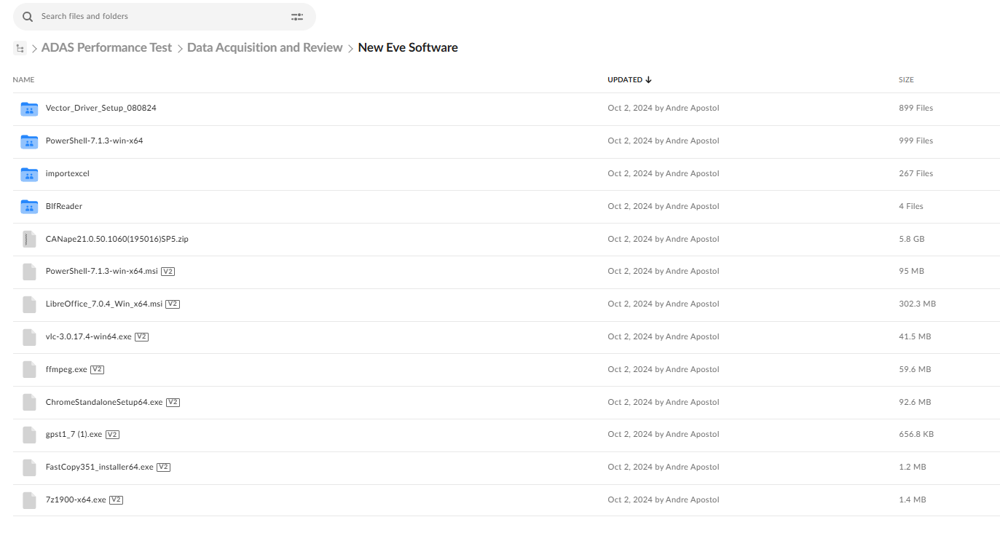 Search files and folders
ADAS Performance Test > Data Acquisition and Review > New Eve Software
NAME UPDATED ↓ SIZE
Vector_Driver_Setup_080824 Oct 2, 2024 by Andre Apostol 899 Files
PowerShell-7.1.3-win-x64 Oct 2, 2024 by Andre Apostol 999 Files
importexcel Oct 2, 2024 by Andre Apostol 267 Files
BlfReader Oct 2, 2024 by Andre Apostol 4 Files
CANape21.0.50.1060(195016)SP5.zip Oct 2, 2024 by Andre Apostol 5.8 GB
PowerShell-7.1.3-win-x64.msi V2 Oct 2, 2024 by Andre Apostol 95 MB
LibreOffice_7.0.4_Win_x64.msi V2 Oct 2, 2024 by Andre Apostol 302.3 MB
vlc-3.0.17.4-win64.exe V2 Oct 2, 2024 by Andre Apostol 41.5 MB
ffmpeg.exe V2 Oct 2, 2024 by Andre Apostol 59.6 MB
ChromeStandaloneSetup64.exe V2 Oct 2, 2024 by Andre Apostol 92.6 MB
gpst1_7 (1).exe V2 Oct 2, 2024 by Andre Apostol 656.8 KB
FastCopy351_installer64.exe V2 Oct 2, 2024 by Andre Apostol 1.2 MB
7z1900-x64.exe V2 Oct 2, 2024 by Andre Apostol 1.4 MB